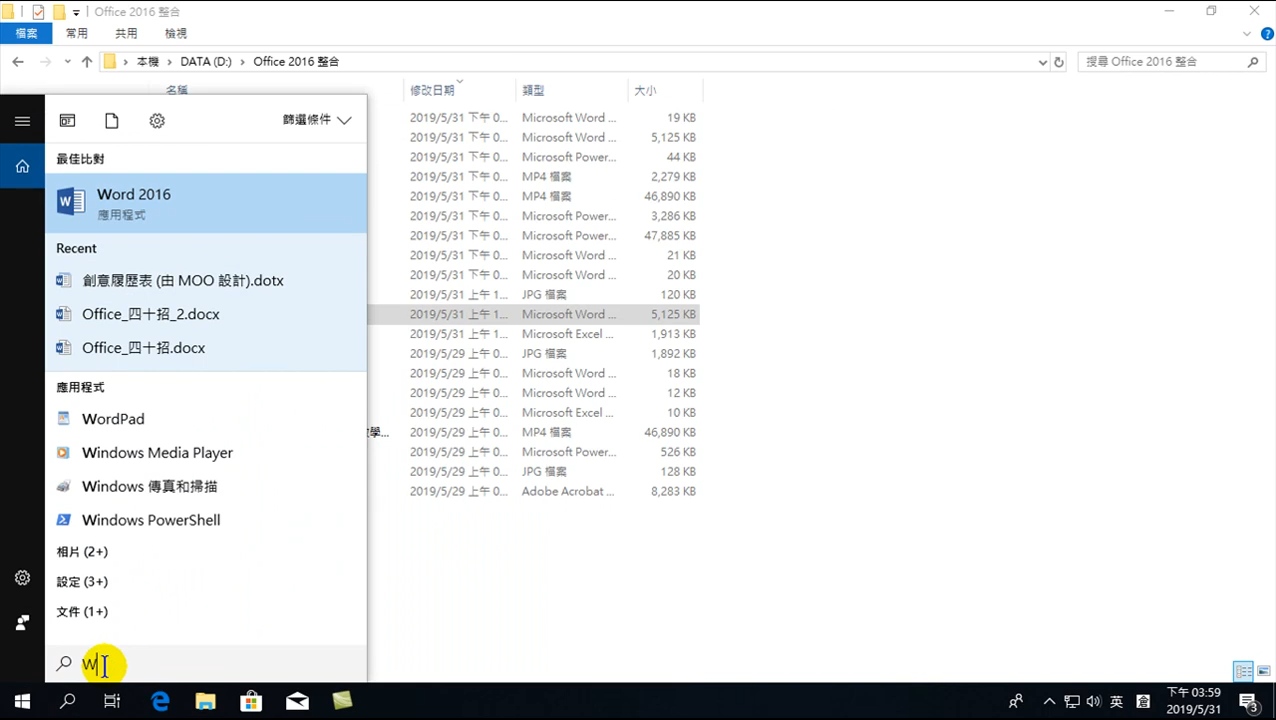 Office 2016 整合
檔案 常用 共用 檢視
本機 DATA (D:) Office 2016 整合 搜尋 Office 2016 整合
名稱 修改日期 類型 大小
2019/5/31 下午 0... Microsoft Word ... 19 KB
2019/5/31 下午 0... Microsoft Word ... 5,125 KB
2019/5/31 下午 0... Microsoft Power... 44 KB
2019/5/31 下午 0... MP4 檔案 2,279 KB
2019/5/31 下午 0... MP4 檔案 46,890 KB
2019/5/31 下午 0... Microsoft Power... 3,286 KB
2019/5/31 下午 0... Microsoft Power... 47,885 KB
2019/5/31 下午 0... Microsoft Word ... 21 KB
2019/5/31 下午 0... Microsoft Word ... 20 KB
2019/5/31 上午 1... JPG 檔案 120 KB
2019/5/31 上午 1... Microsoft Word ... 5,125 KB
2019/5/31 上午 1... Microsoft Excel ... 1,913 KB
2019/5/29 上午 0... JPG 檔案 1,892 KB
2019/5/29 上午 0... Microsoft Word ... 18 KB
2019/5/29 上午 0... Microsoft Word ... 12 KB
2019/5/29 上午 0... Microsoft Excel ... 10 KB
學... 2019/5/29 上午 0... MP4 檔案 46,890 KB
2019/5/29 上午 0... Microsoft Power... 526 KB
2019/5/29 上午 0... JPG 檔案 128 KB
2019/5/29 上午 0... Adobe Acrobat ... 8,283 KB
篩選條件
最佳比對
Word 2016
應用程式
Recent
創意履歷表 (由 MOO 設計).dotx
Office_四十招_2.docx
Office_四十招.docx
應用程式
WordPad
Windows Media Player
Windows 傳真和掃描
Windows PowerShell
相片 (2+)
設定 (3+)
文件 (1+)
W
英 倉 下午 03:59
2019/5/31 3